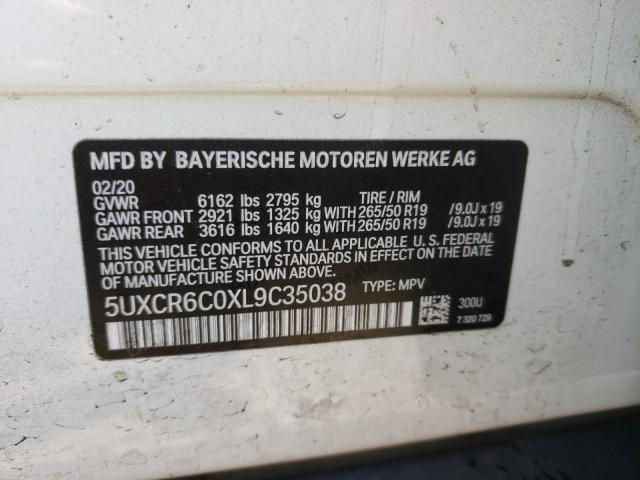 MFD BY BAYERISCHE MOTOREN WERKE AG
02/20
GVWR 6162 lbs 2795 kg TIRE / RIM
GAWR FRONT 2921 lbs 1325 kg WITH 265/50 R19 /9.0J x 19
GAWR REAR 3616 lbs 1640 kg WITH 265/50 R19 /9.0J x 19
THIS VEHICLE CONFORMS TO ALL APPLICABLE U. S. FEDERAL
MOTOR VEHICLE SAFETY STANDARDS IN EFFECT ON THE DATE
OF MANUFACTURE SHOWN ABOVE.
5UXCR6C0XL9C35038 TYPE: MPV
300U
7 320 729